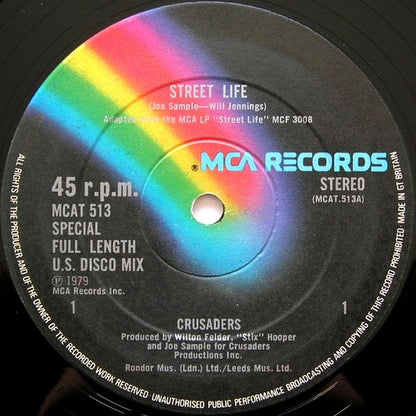 STREET LIFE
(Joe Sample—Will Jennings)
Adapted from the MCA LP "Street Life" MCF 3008
®MCA RECORDS
45 r.p.m.
MCAT 513
SPECIAL
FULL LENGTH
U.S. DISCO MIX
℗ 1979
MCA Records Inc.
1
STEREO
(MCAT.513A)
1
CRUSADERS
Produced by Wilton Felder, "Stix" Hooper
and Joe Sample for Crusaders
Productions Inc.
Rondor Mus. (Ldn.) Ltd./Leeds Mus. Ltd.
ALL RIGHTS OF THE PRODUCER AND OF THE OWNER OF THE RECORDED WORK RESERVED UNAUTHORISED PUBLIC PERFORMANCE BROADCASTING AND COPYING OF THIS RECORD PROHIBITED · MADE IN GT BRITAIN